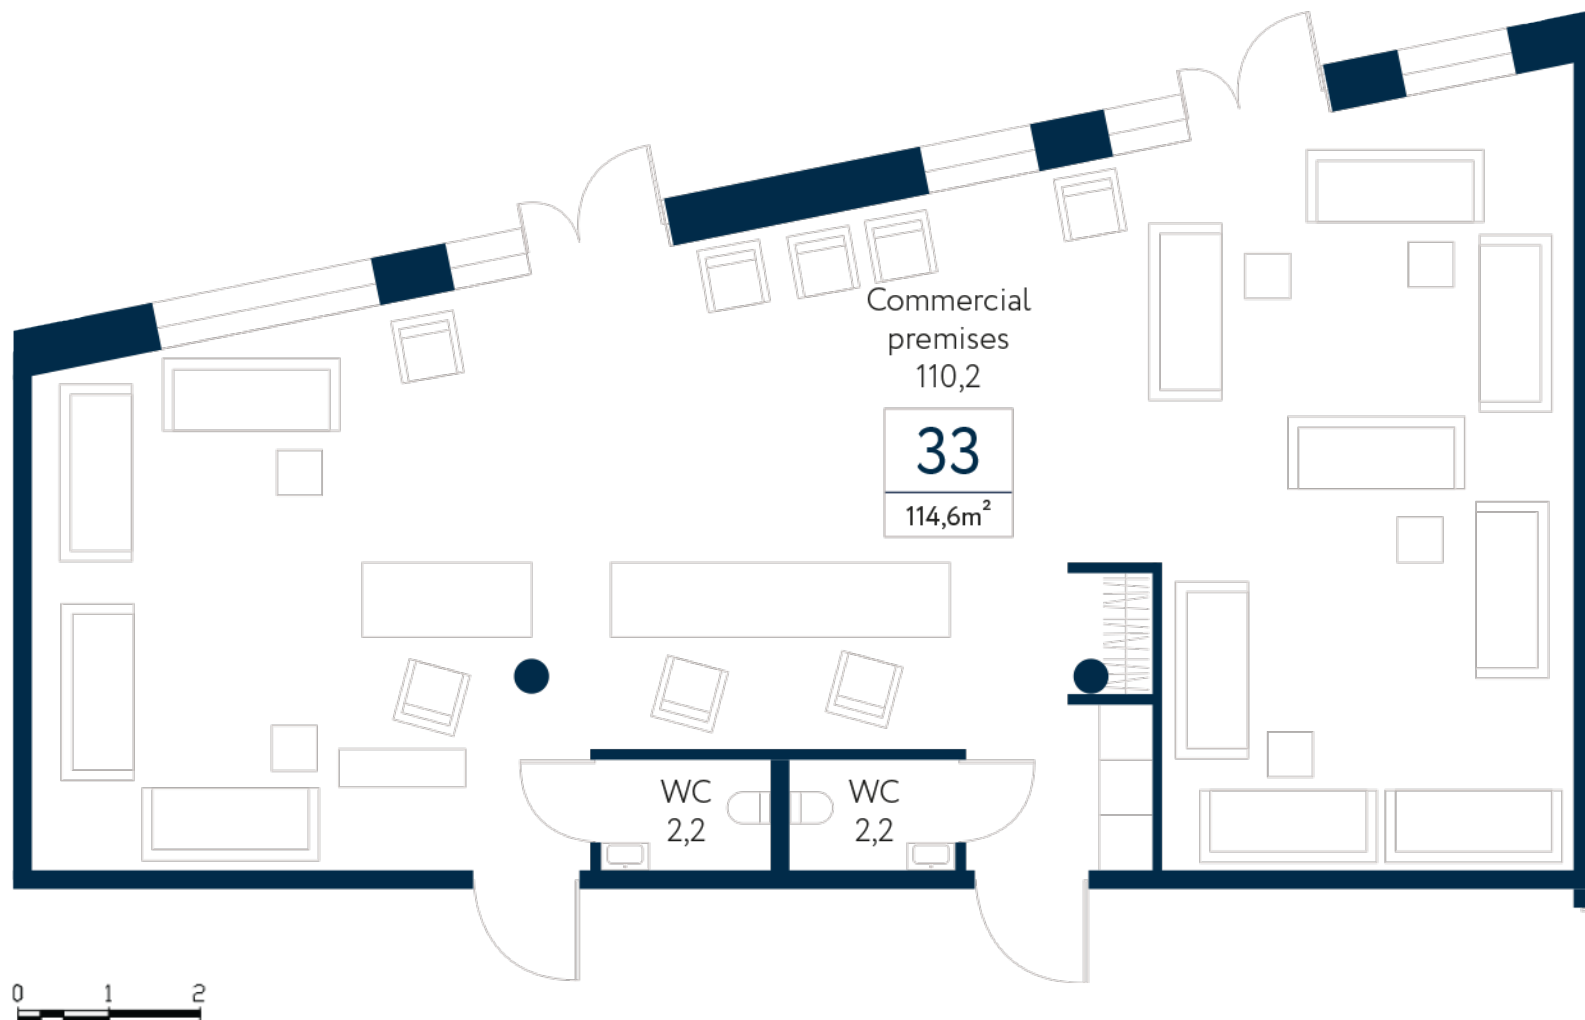 Commercial
premises
110,2
33
114,6m²
WC
2,2
WC
2,2
0 1 2